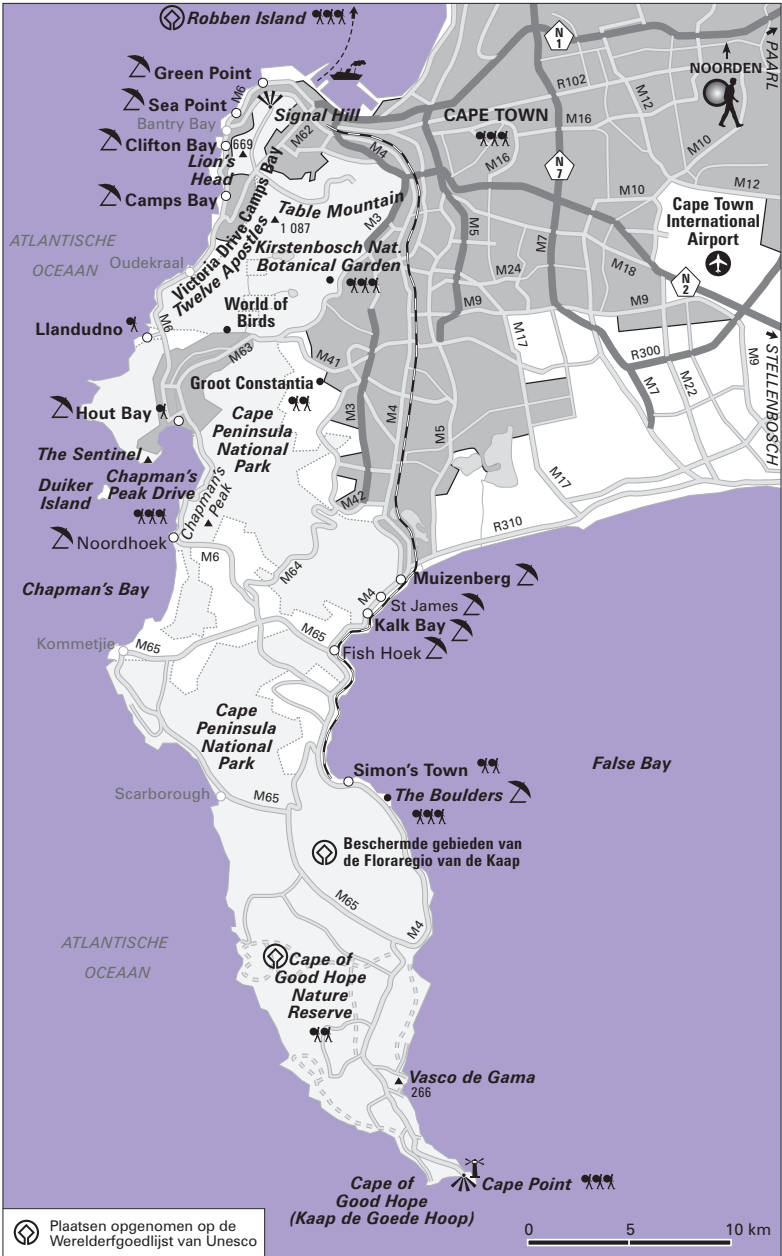 Robben Island
Green Point
Sea Point
M6
Bantry Bay
Signal Hill
M62
Clifton Bay
669
Lion's
Head
Camps Bay
Victoria Drive Camps Bay
Twelve Apostles
Table Mountain
1 087
M3
M4
CAPE TOWN
N
1
R102
M16
M16
N
7
M12
NOORDEN
PAARL
M10
M10
M12
Cape Town
International
Airport
ATLANTISCHE
OCEAAN
Oudekraal
Kirstenbosch Nat.
Botanical Garden
M5
M7
M24
M18
N
2
M9
M9
World of
Birds
Llandudno
M6
M63
M41
M17
R300
M7
M22
M9
STELLENBOSCH
Groot Constantia
M3
M4
M5
Hout Bay
Cape
Peninsula
National
Park
The Sentinel
Duiker
Island
Chapman's
Peak Drive
Chapman's
Peak
M42
M17
R310
Noordhoek
M6
M64
Chapman's Bay
Muizenberg
M4
St James
Kalk Bay
Kommetjie
M65
M65
Fish Hoek
Cape
Peninsula
National
Park
False Bay
Simon's Town
The Boulders
Scarborough
M65
Beschermde gebieden van
de Floraregio van de Kaap
M65
M4
ATLANTISCHE
OCEAAN
Cape of
Good Hope
Nature
Reserve
Vasco de Gama
266
Cape of
Good Hope
(Kaap de Goede Hoop)
Cape Point
Plaatsen opgenomen op de
Werelderfgoedlijst van Unesco
0 5 10 km